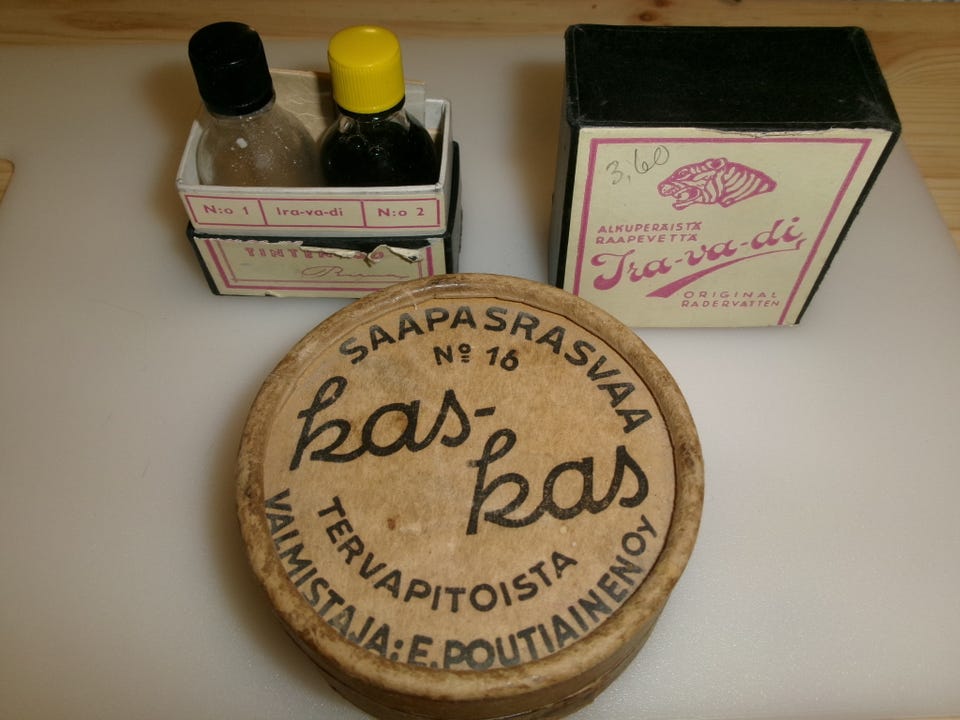 N:o 1 Ira-va-di N:o 2
3,60
ALKUPERÄISTÄ
RAAPEVETTÄ
Ira-va-di
ORIGINAL
RADERVATTEN
SAAPASRASVAA
No 16
kas-
kas
TERVAPITOISTA
VALMISTAJA: E. POUTIAINEN OY